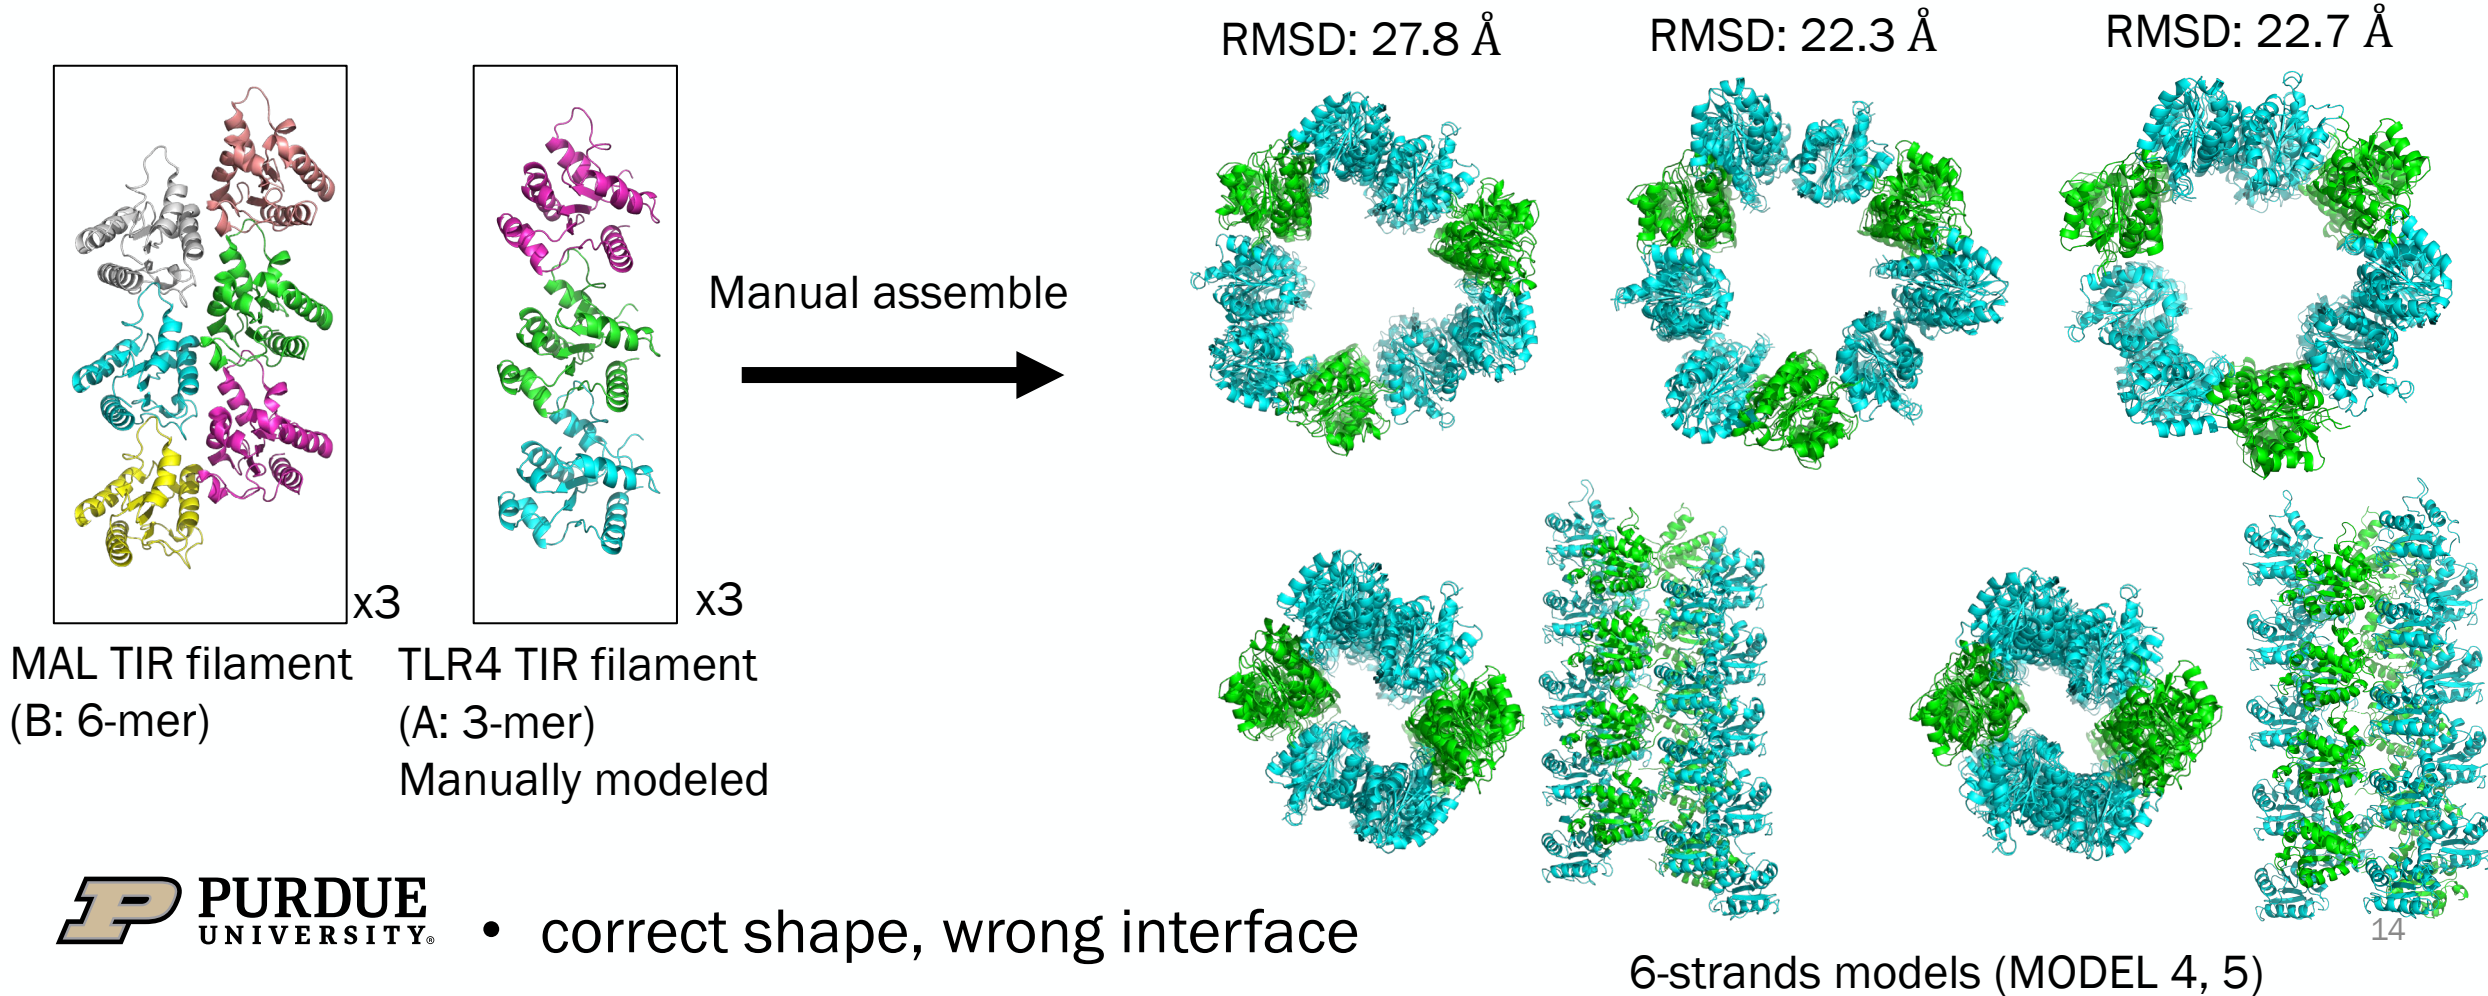 RMSD: 27.8 Å
RMSD: 22.3 Å
RMSD: 22.7 Å
Manual assemble
x3
x3
MAL TIR filament
(B: 6-mer)
TLR4 TIR filament
(A: 3-mer)
Manually modeled
P
PURDUE
UNIVERSITY®
• correct shape, wrong interface
14
6-strands models (MODEL 4, 5)